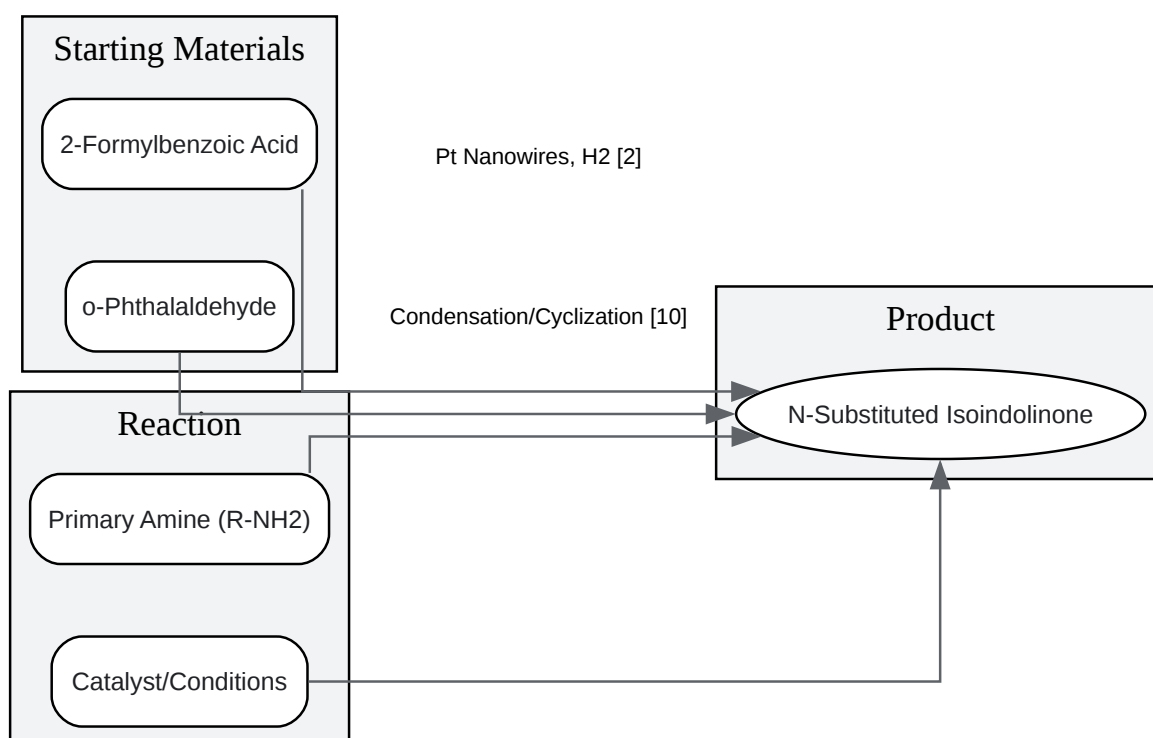 Starting Materials
2-Formylbenzoic Acid
Pt Nanowires, H2 [2]
o-Phthalaldehyde
Condensation/Cyclization [10]
Product
N-Substituted Isoindolinone
Reaction
Primary Amine (R-NH2)
Catalyst/Conditions